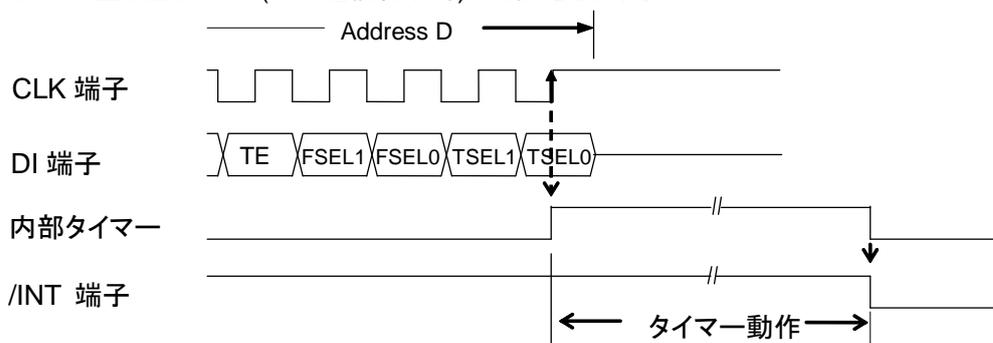 Address D
CLK 端子
DI 端子
TE
FSEL1
FSEL0
TSEL1
TSEL0
内部タイマー
/INT 端子
タイマー動作